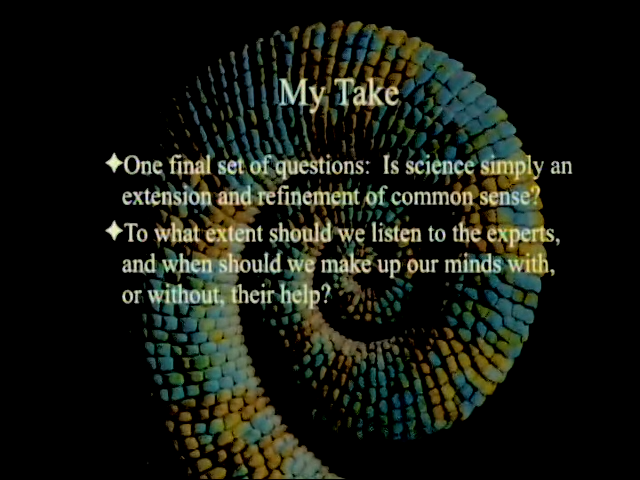 My Take
✦One final set of questions:  Is science simply an
extension and refinement of common sense?
✦To what extent should we listen to the experts,
and when should we make up our minds with,
or without, their help?